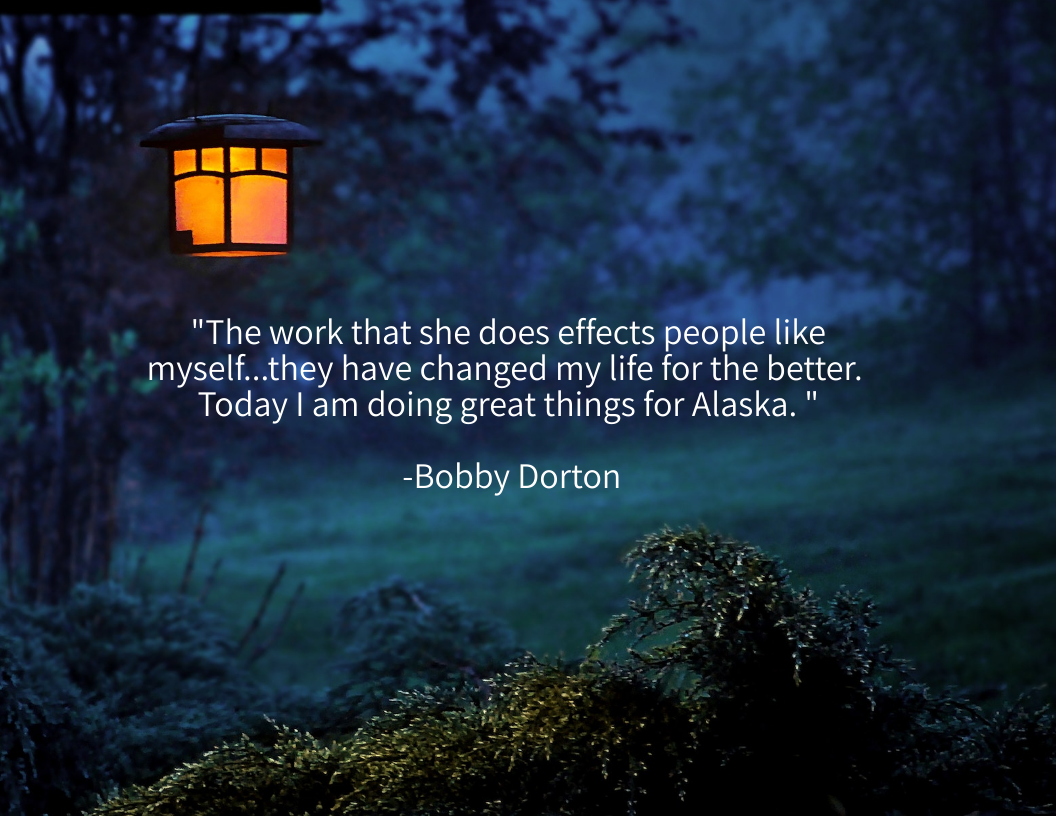 "The work that she does effects people like
myself...they have changed my life for the better.
Today I am doing great things for Alaska. "
-Bobby Dorton